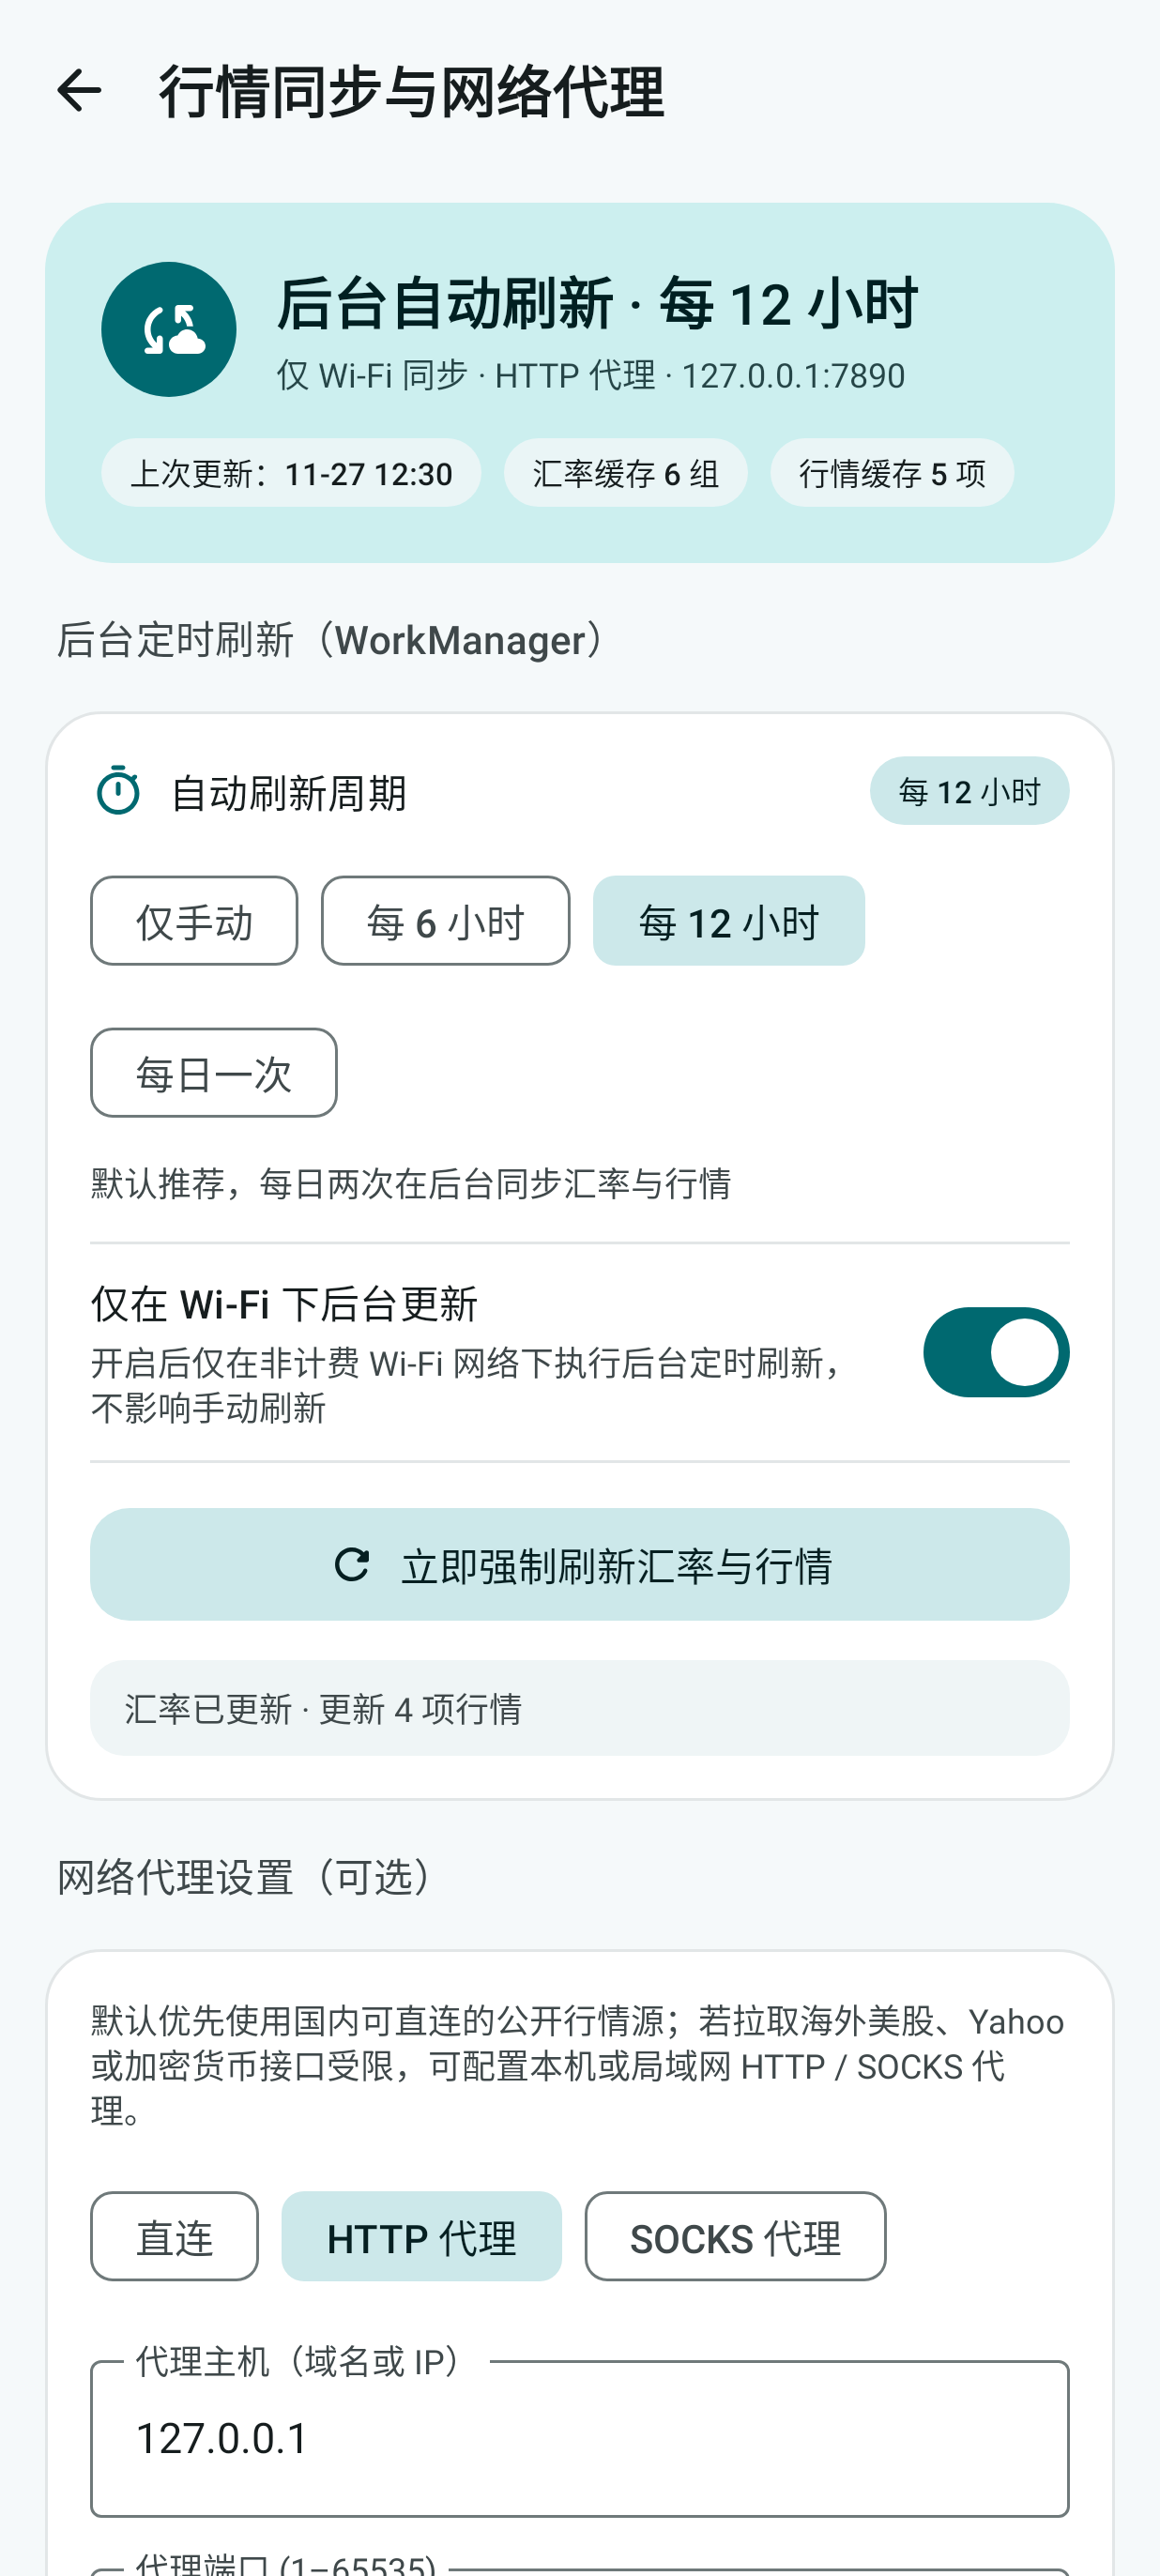 行情同步与网络代理
后台自动刷新 · 每 12 小时
仅 Wi-Fi 同步 · HTTP 代理 · 127.0.0.1:7890
上次更新：11-27 12:30
汇率缓存 6 组
行情缓存 5 项
后台定时刷新（WorkManager）
自动刷新周期
每 12 小时
仅手动
每 6 小时
每 12 小时
每日一次
默认推荐，每日两次在后台同步汇率与行情
仅在 Wi-Fi 下后台更新
开启后仅在非计费 Wi-Fi 网络下执行后台定时刷新，
不影响手动刷新
立即强制刷新汇率与行情
汇率已更新 · 更新 4 项行情
网络代理设置（可选）
默认优先使用国内可直连的公开行情源；若拉取海外美股、Yahoo
或加密货币接口受限，可配置本机或局域网 HTTP / SOCKS 代
理。
直连
HTTP 代理
SOCKS 代理
代理主机（域名或 IP）
127.0.0.1
代理端口 (1–65535)